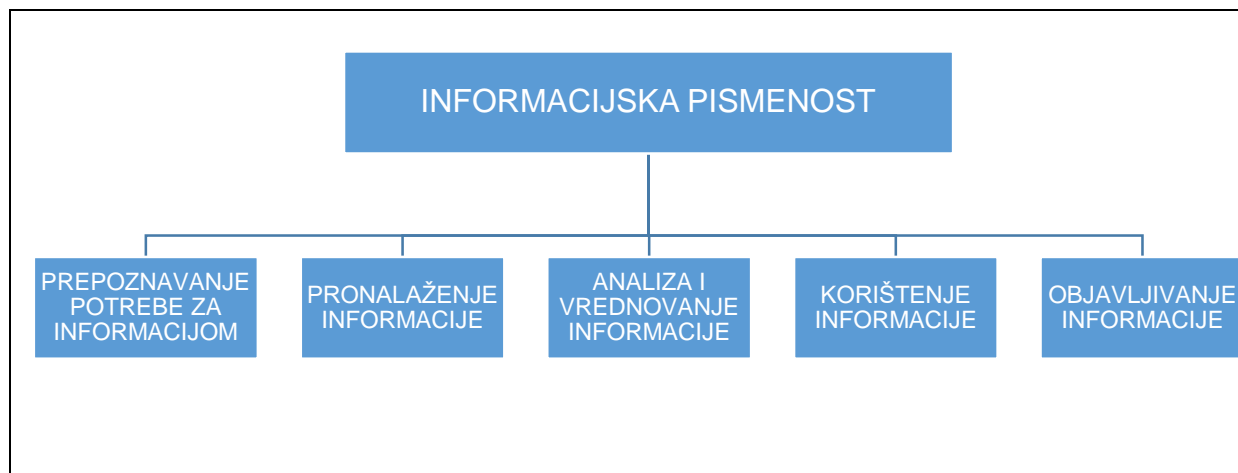 INFORMACIJSKA PISMENOST
PREPOZNAVANJE
POTREBE ZA
INFORMACIJOM
PRONALAŽENJE
INFORMACIJE
ANALIZA I
VREDNOVANJE
INFORMACIJE
KORIŠTENJE
INFORMACIJE
OBJAVLJIVANJE
INFORMACIJE